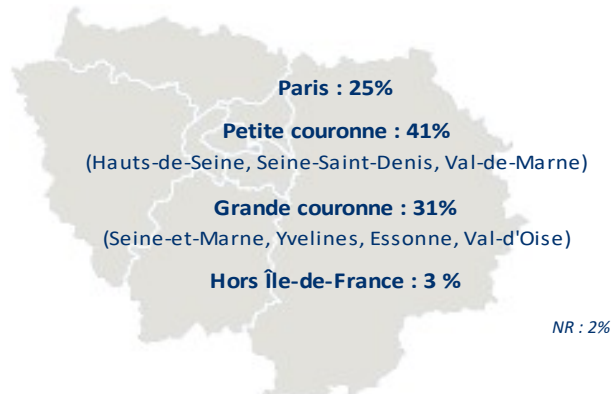 Paris : 25%
Petite couronne : 41%
(Hauts-de-Seine, Seine-Saint-Denis, Val-de-Marne)
Grande couronne : 31%
(Seine-et-Marne, Yvelines, Essonne, Val-d'Oise)
Hors Île-de-France : 3 %
NR : 2%